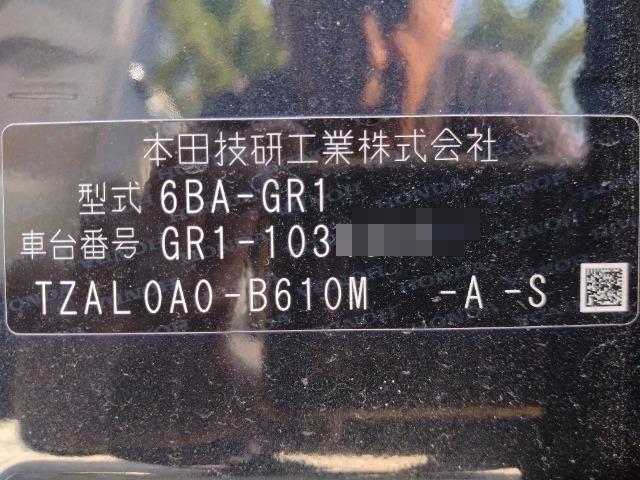 本田技研工業株式会社
型式 6BA-GR1
車台番号 GR1-103
TZAL0A0-B610M -A -S